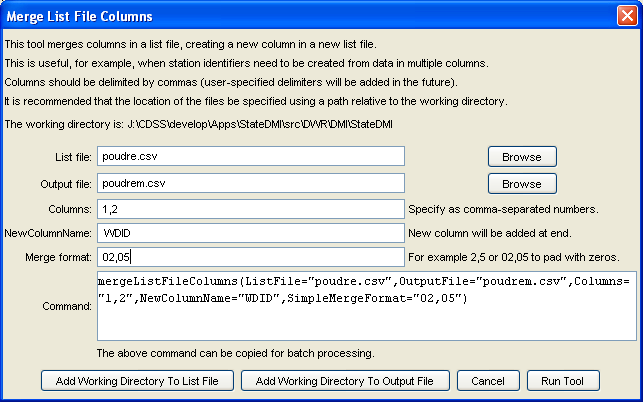 Merge List File Columns
This tool merges columns in a list file, creating a new column in a new list file.
This is useful, for example, when station identifiers need to be created from data in multiple columns.
Columns should be delimited by commas (user-specified delimiters will be added in the future).
It is recommended that the location of the files be specified using a path relative to the working directory.
The working directory is: J:\CDSS\develop\Apps\StateDMI\src\DWR\DMI\StateDMI
List file: poudre.csv Browse
Output file: poudrem.csv Browse
Columns: 1,2 Specify as comma-separated numbers.
NewColumnName: WDID New column will be added at end.
Merge format: 02,05 For example 2,5 or 02,05 to pad with zeros.
Command: mergeListFileColumns(ListFile="poudre.csv",OutputFile="poudrem.csv",Columns=
"1,2",NewColumnName="WDID",SimpleMergeFormat="02,05")
The above command can be copied for batch processing.
Add Working Directory To List File Add Working Directory To Output File Cancel Run Tool